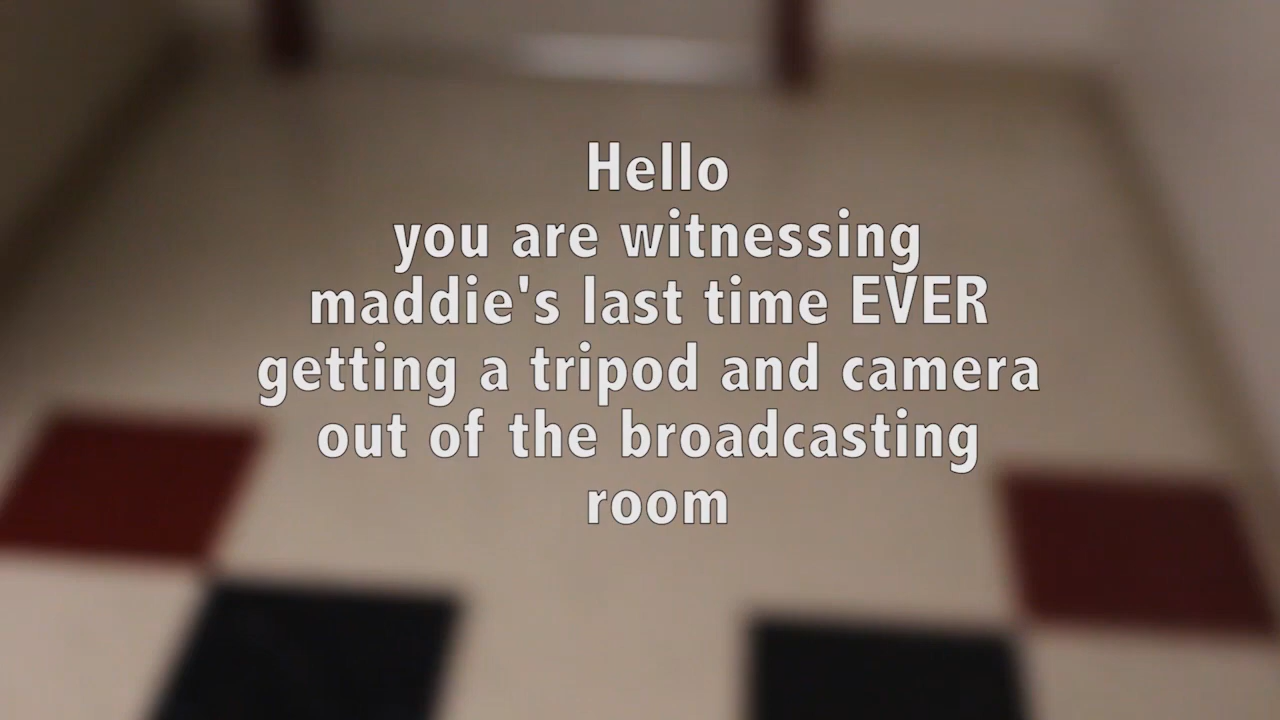 Hello
you are witnessing
maddie's last time EVER
getting a tripod and camera
out of the broadcasting
room